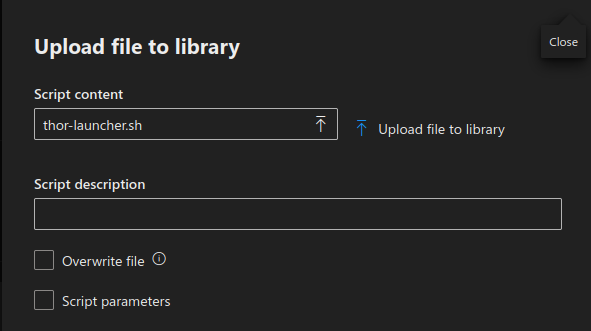 Close
Upload file to library
Script content
thor-launcher.sh
Upload file to library
Script description
Overwrite file
Script parameters